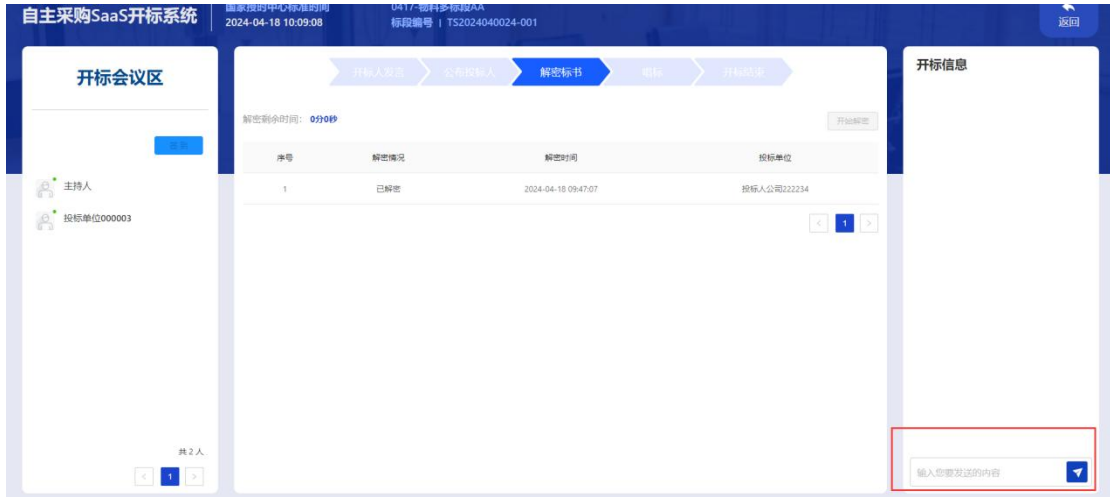 自主采购SaaS开标系统
国家授时中心标准时间
2024-04-18 10:09:08
0417-物料多标段AA
标段编号 | TS2024040024-001
返回
开标会议区
签到
主持人
投标单位000003
共 2 人
< 1 >
开标人发言
公布投标人
解密标书
唱标
开标结束
解密剩余时间: 0分0秒
开始解密
序号 解密情况 解密时间 投标单位
1 已解密 2024-04-18 09:47:07 投标人公司222234
< 1 >
开标信息
输入您要发送的内容